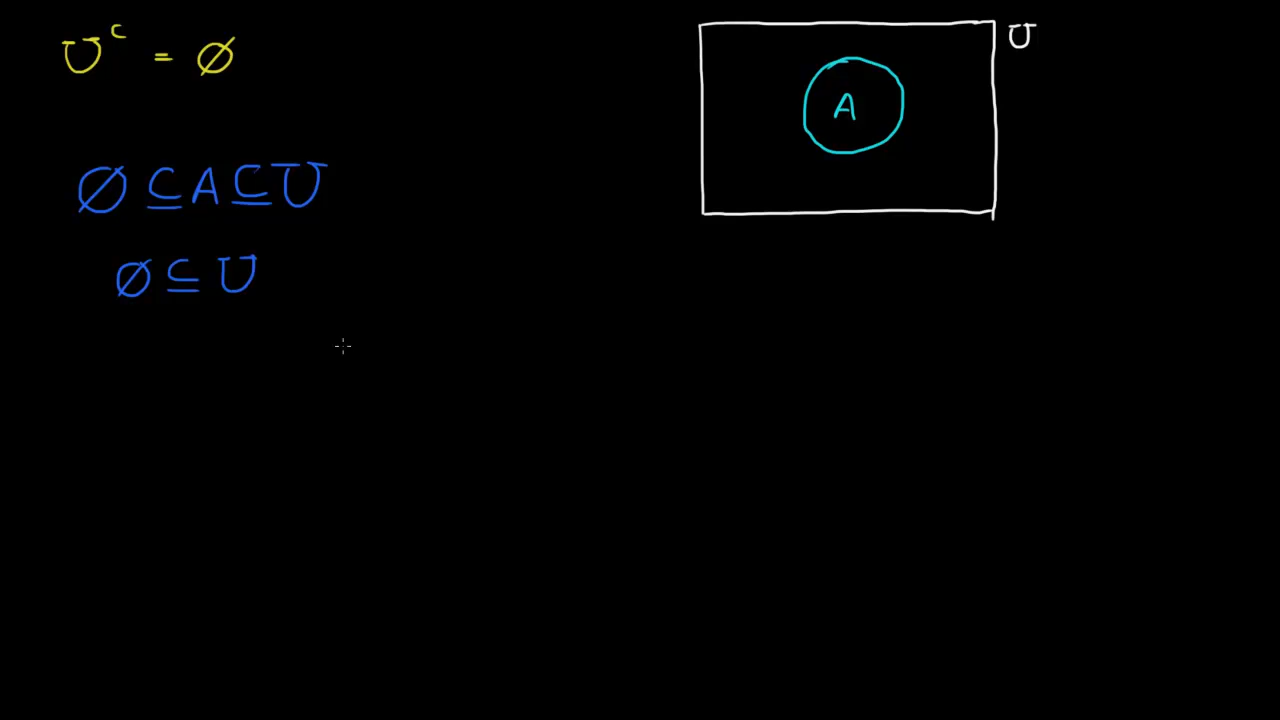 U^c = ∅
∅ ⊆ A ⊆ U
∅ ⊆ U
A
U